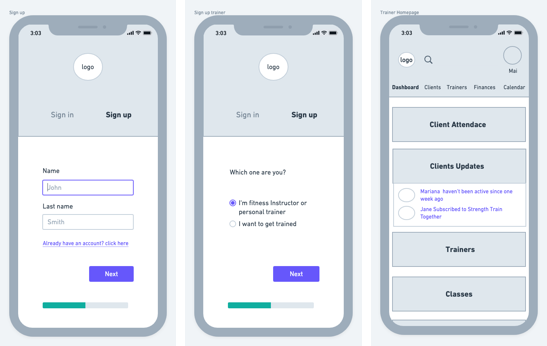 Sign up
3:03
logo
Sign in Sign up
Name
John
Last name
Smith
Already have an account? click here
Next
Sign up trainer
3:03
logo
Sign in Sign up
Which one are you?
I'm fitness Instructor or
personal trainer
I want to get trained
Next
Trainer Homepage
3:03
logo
Mai
Dashboard Clients Trainers Finances Calendar
Client Attendace
Clients Updates
Mariana haven't been active since one
week ago
Jane Subscribed to Strength Train
Together
Trainers
Classes